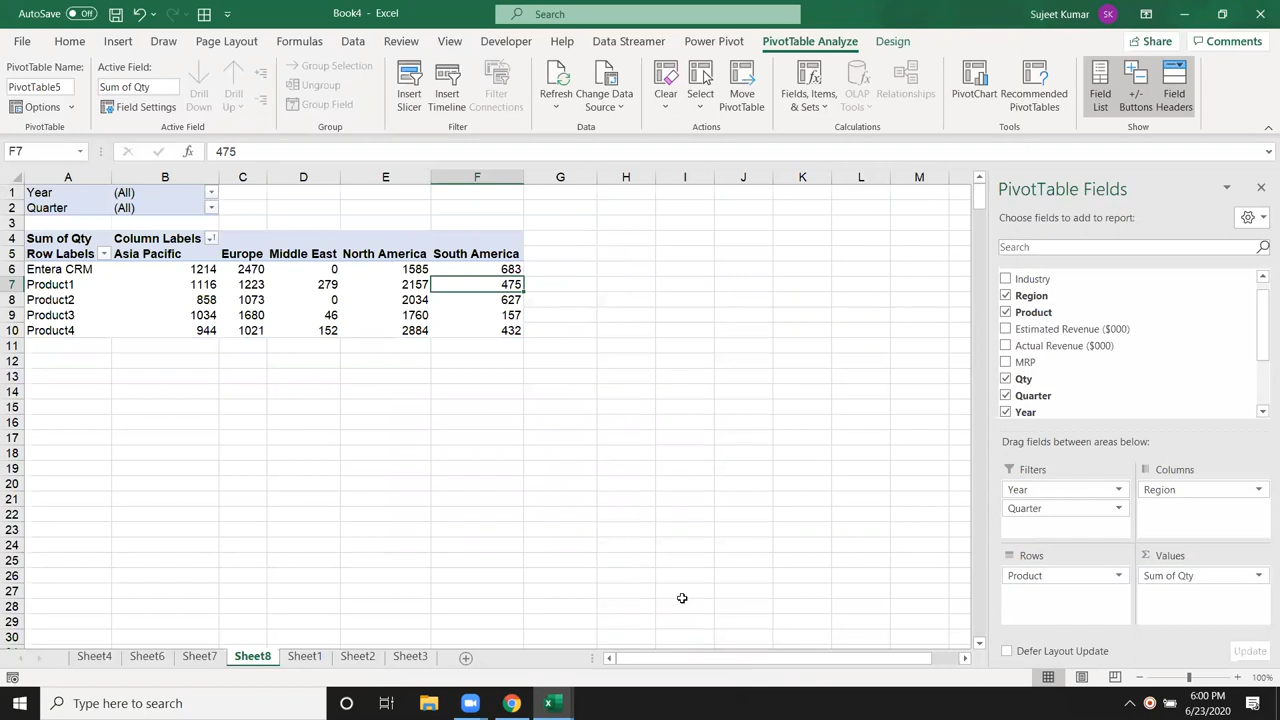 AutoSave Off Book4 - Excel Search Sujeet Kumar SK
File Home Insert Draw Page Layout Formulas Data Review View Developer Help Data Streamer Power Pivot PivotTable Analyze Design Share Comments
PivotTable Name:
PivotTable5
Options
PivotTable
Active Field:
Sum of Qty
Field Settings
Drill Down
Drill Up
Active Field
Group Selection
Ungroup
Group Field
Group
Insert Slicer
Insert Timeline
Filter Connections
Filter
Refresh
Change Data Source
Data
Clear
Select
Move PivotTable
Actions
Fields, Items, & Sets
OLAP Tools
Relationships
Calculations
PivotChart
Recommended PivotTables
Tools
Field List
+/- Buttons
Field Headers
Show
F7 fx 475
A B C D E F G H I J K L M
1 Year (All)
2 Quarter (All)
3
4 Sum of Qty Column Labels
5 Row Labels Asia Pacific Europe Middle East North America South America
6 Entera CRM 1214 2470 0 1585 683
7 Product1 1116 1223 279 2157 475
8 Product2 858 1073 0 2034 627
9 Product3 1034 1680 46 1760 157
10 Product4 944 1021 152 2884 432
11
12
13
14
15
16
17
18
19
20
21
22
23
24
25
26
27
28
29
30
PivotTable Fields
Choose fields to add to report:
Search
Industry
Region
Product
Estimated Revenue ($000)
Actual Revenue ($000)
MRP
Qty
Quarter
Year
Drag fields between areas below:
Filters
Year
Quarter
Columns
Region
Rows
Product
Σ Values
Sum of Qty
Defer Layout Update Update
Sheet4 Sheet6 Sheet7 Sheet8 Sheet1 Sheet2 Sheet3
100%
Type here to search
6:00 PM
6/23/2020